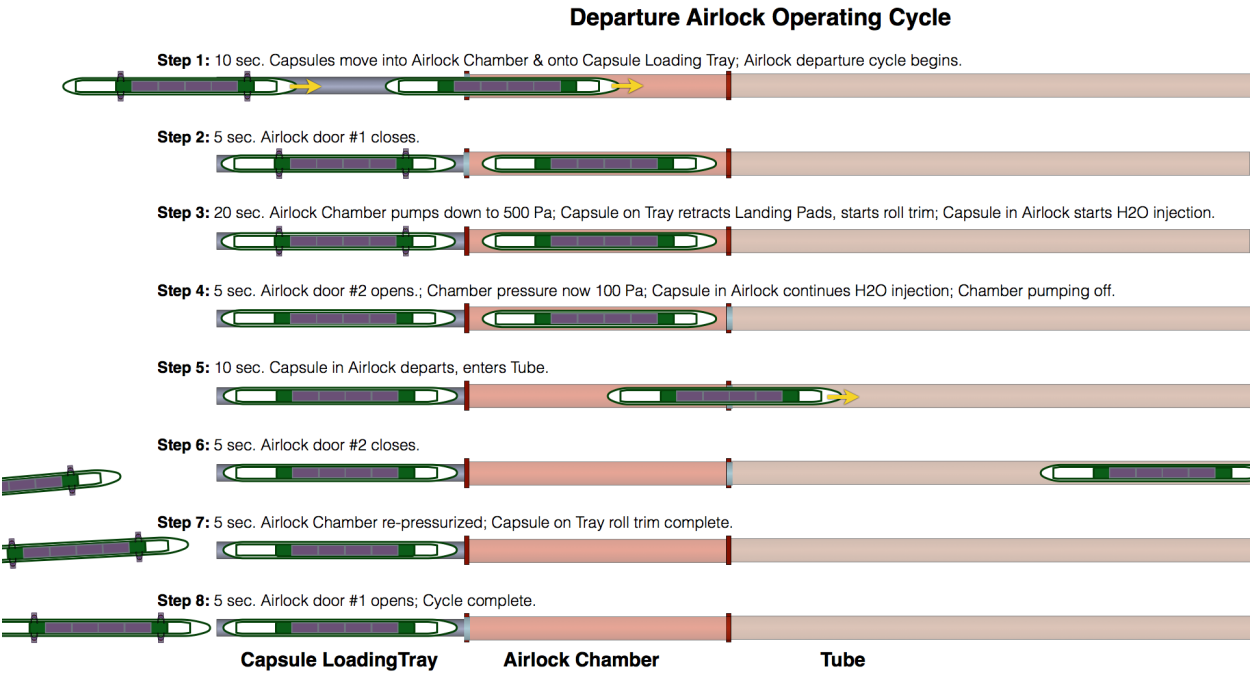 Departure Airlock Operating Cycle
Step 1: 10 sec. Capsules move into Airlock Chamber & onto Capsule Loading Tray; Airlock departure cycle begins.
Step 2: 5 sec. Airlock door #1 closes.
Step 3: 20 sec. Airlock Chamber pumps down to 500 Pa; Capsule on Tray retracts Landing Pads, starts roll trim; Capsule in Airlock starts H2O injection.
Step 4: 5 sec. Airlock door #2 opens.; Chamber pressure now 100 Pa; Capsule in Airlock continues H2O injection; Chamber pumping off.
Step 5: 10 sec. Capsule in Airlock departs, enters Tube.
Step 6: 5 sec. Airlock door #2 closes.
Step 7: 5 sec. Airlock Chamber re-pressurized; Capsule on Tray roll trim complete.
Step 8: 5 sec. Airlock door #1 opens; Cycle complete.
Capsule LoadingTray
Airlock Chamber
Tube